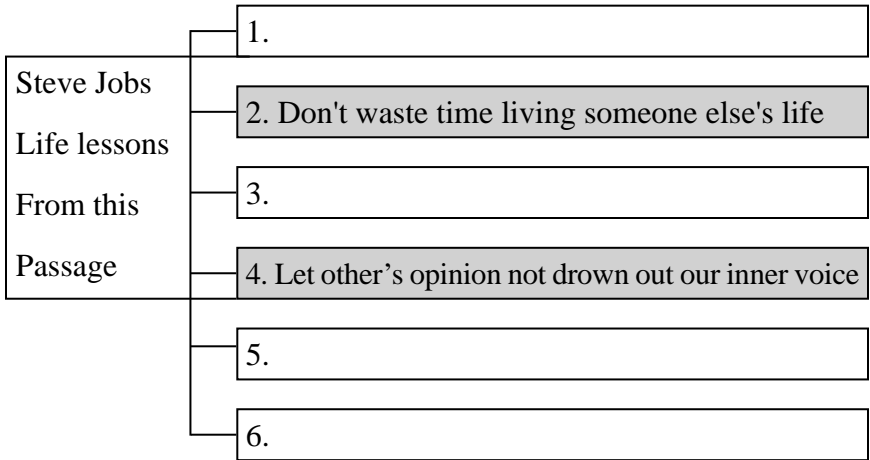 Steve Jobs
Life lessons
From this
Passage
1.
2. Don't waste time living someone else's life
3.
4. Let other’s opinion not drown out our inner voice
5.
6.